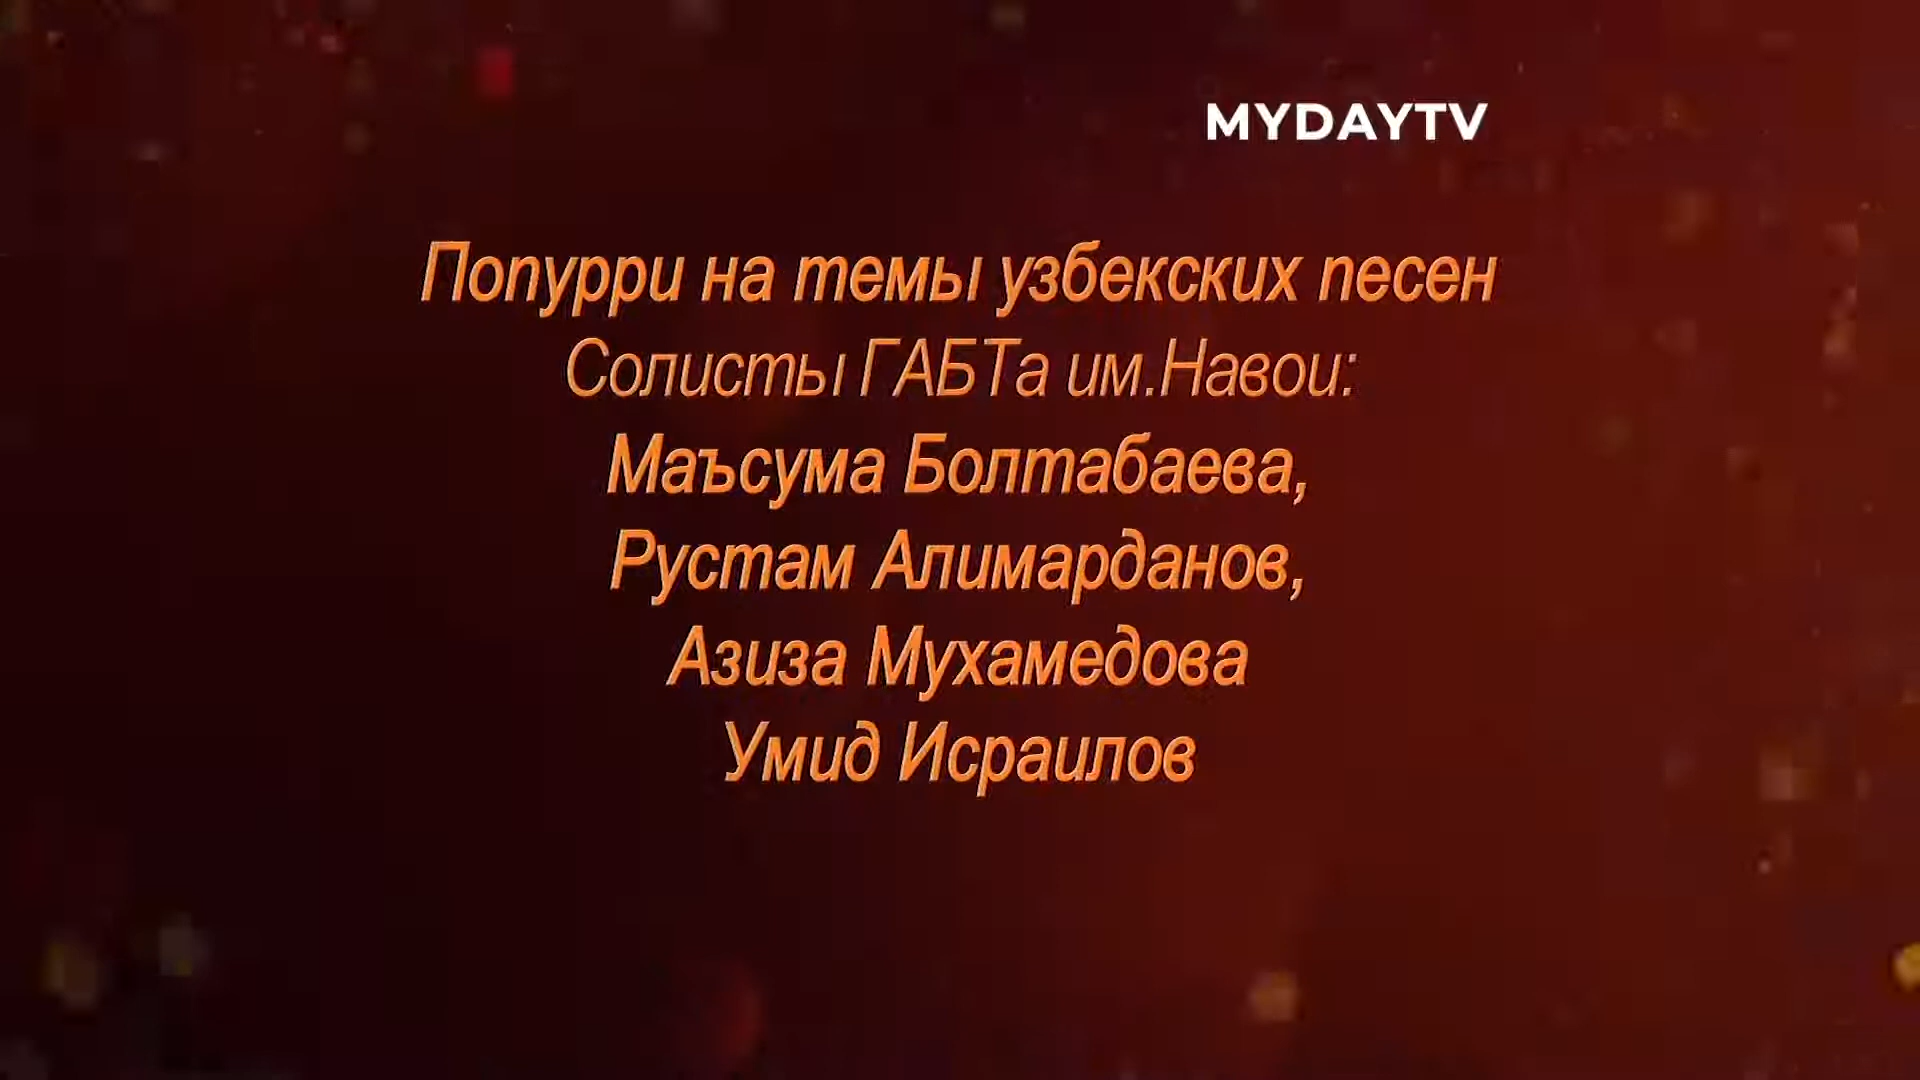 MYDAYTV
Попурри на темы узбекских песен
Солисты ГАБТа им.Навои:
Маъсума Болтабаева,
Рустам Алимарданов,
Азиза Мухамедова
Умид Исраилов